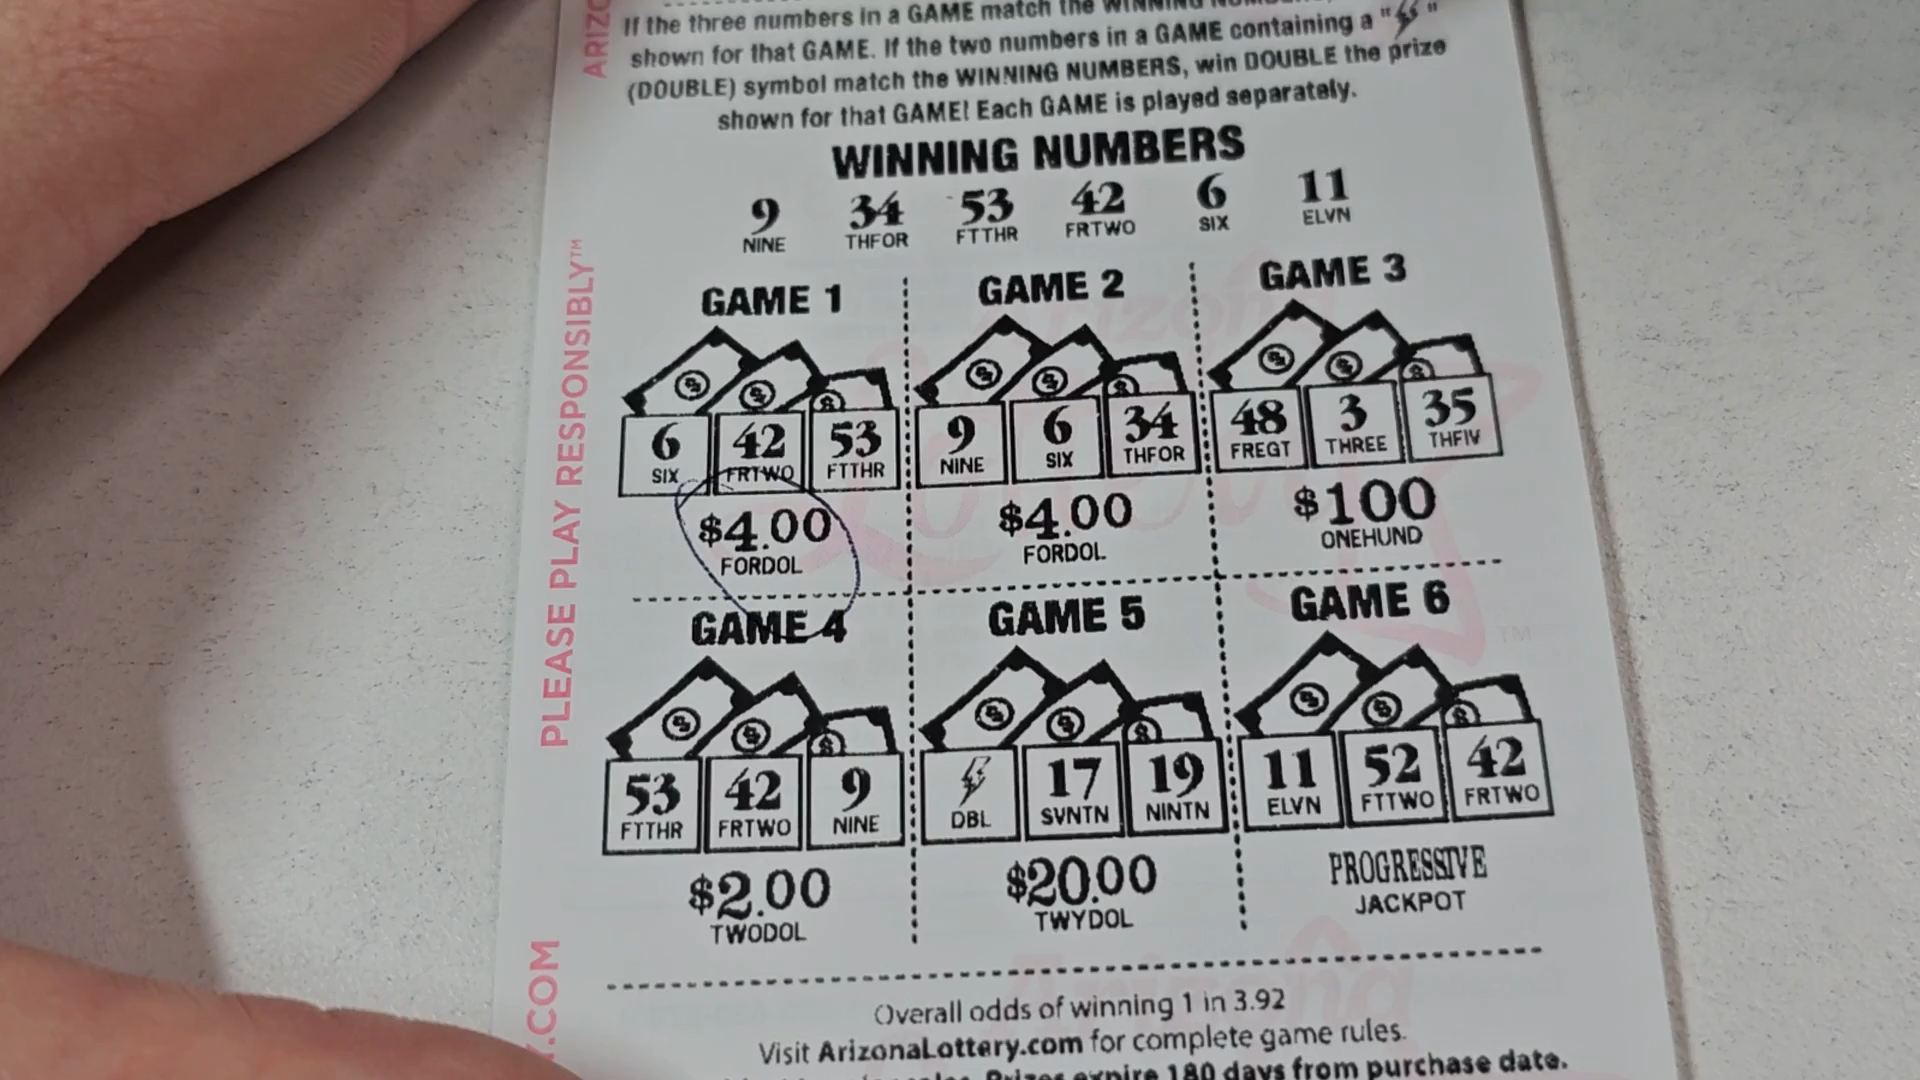 ARIZO
If the three numbers in a GAME match the WINNING
shown for that GAME. If the two numbers in a GAME containing a " "
(DOUBLE) symbol match the WINNING NUMBERS, win DOUBLE the prize
shown for that GAME! Each GAME is played separately.
WINNING NUMBERS
9 34 53 42 6 11
NINE THFOR FTTHR FRTWO SIX ELVN
PLEASE PLAY RESPONSIBLY™
GAME 1 GAME 2 GAME 3
6 42 53 9 6 34 48 3 35
SIX FRTWO FTTHR NINE SIX THFOR FREGT THREE THFIV
$4.00 $4.00 $100
FORDOL FORDOL ONEHUND
GAME 4 GAME 5 GAME 6
53 42 9 17 19 11 52 42
FTTHR FRTWO NINE DBL SVNTN NINTN ELVN FTTWO FRTWO
$2.00 $20.00 PROGRESSIVE
TWODOL TWYDOL JACKPOT
Overall odds of winning 1 in 3.92
Visit ArizonaLottery.com for complete game rules.
Prizes expire 180 days from purchase date.
.COM